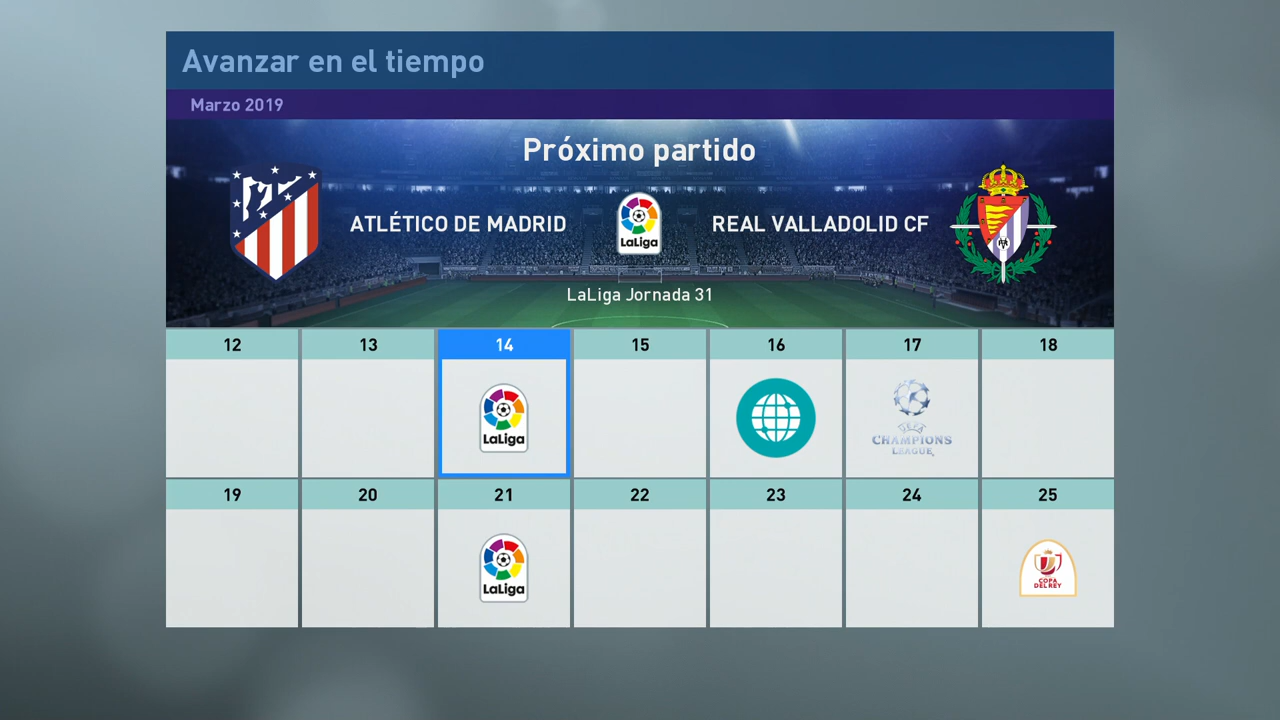 Avanzar en el tiempo
Marzo 2019
Próximo partido
ATLÉTICO DE MADRID
LaLiga
REAL VALLADOLID CF
LaLiga Jornada 31
12 13 14 15 16 17 18
LaLiga
UEFA
CHAMPIONS
LEAGUE
19 20 21 22 23 24 25
LaLiga
COPA
DEL REY